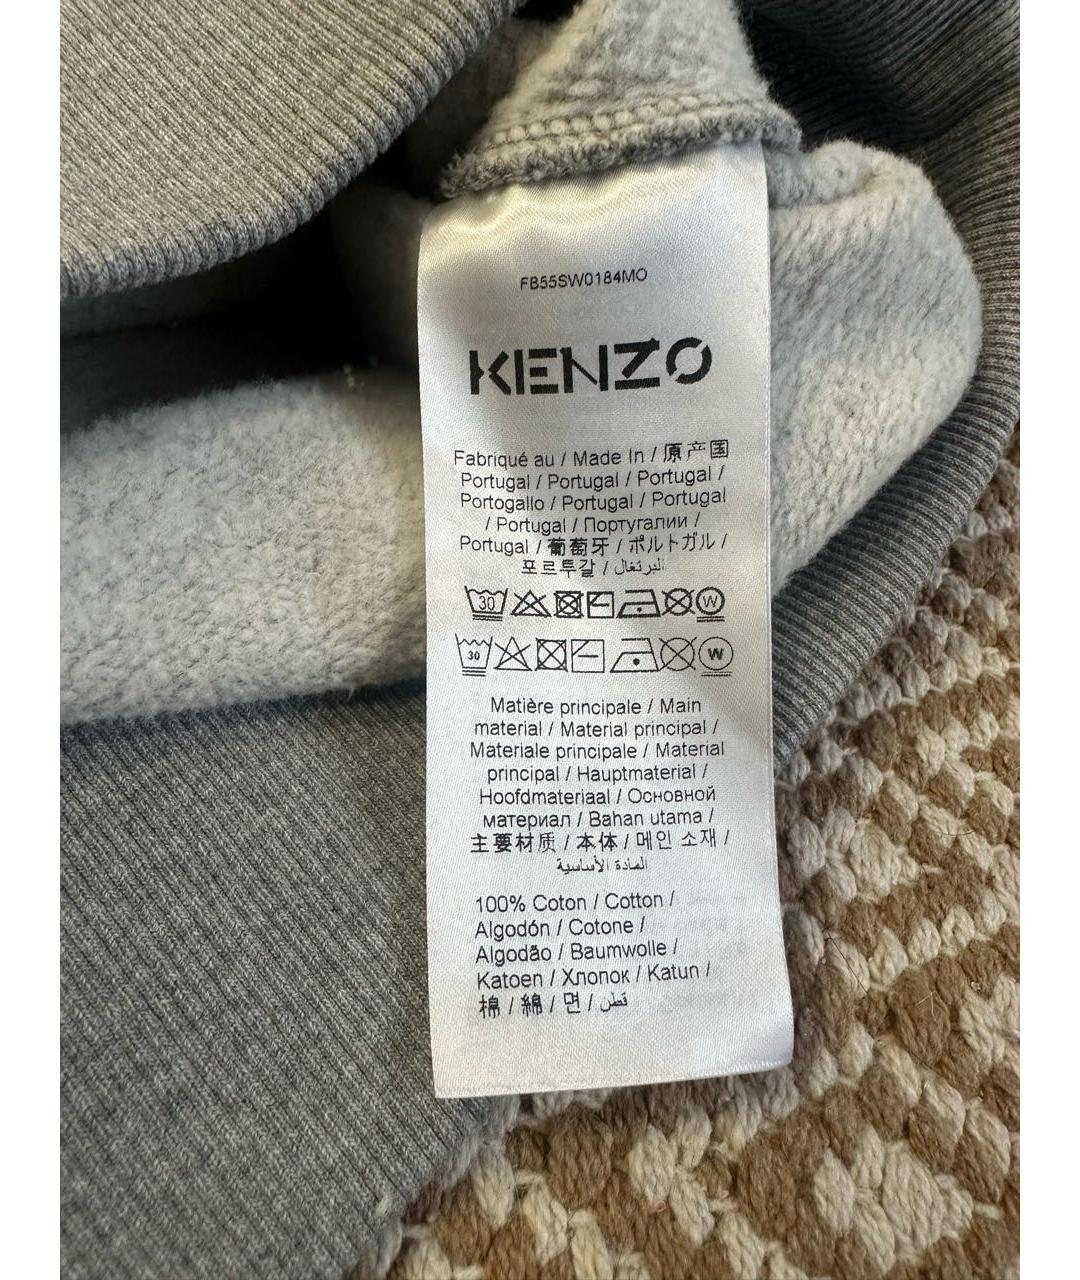 FB55SW0184MO
KENZO
Fabriqué au / Made In / 原产国
Portugal / Portugal / Portugal /
Portogallo / Portugal / Portugal
/ Portugal / Португалии /
Portugal / 葡萄牙 / ポルトガル /
포르투갈 / البرتغال
30 W
30 W
Matière principale / Main
material / Material principal /
Materiale principale / Material
principal / Hauptmaterial /
Hoofdmateriaal / Основной
материал / Bahan utama /
主要材质 / 本体 / 메인 소재 /
المادة الأساسية
100% Coton / Cotton /
Algodón / Cotone /
Algodão / Baumwolle /
Katoen / Хлопок / Katun /
棉 / 綿 / 면 / قطن